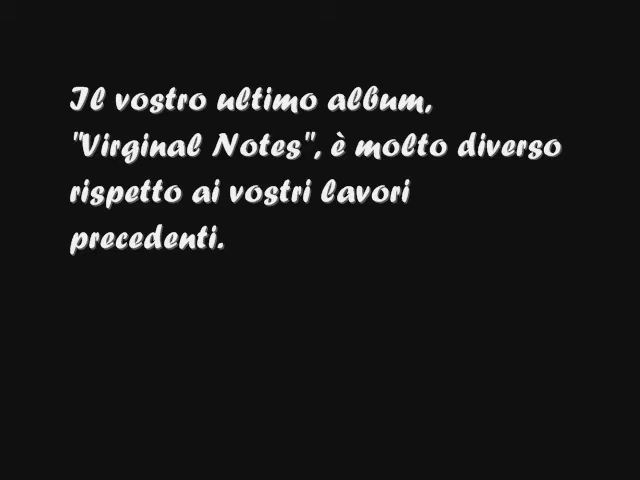 Il vostro ultimo album,
"Virginal Notes", è molto diverso
rispetto ai vostri lavori
precedenti.